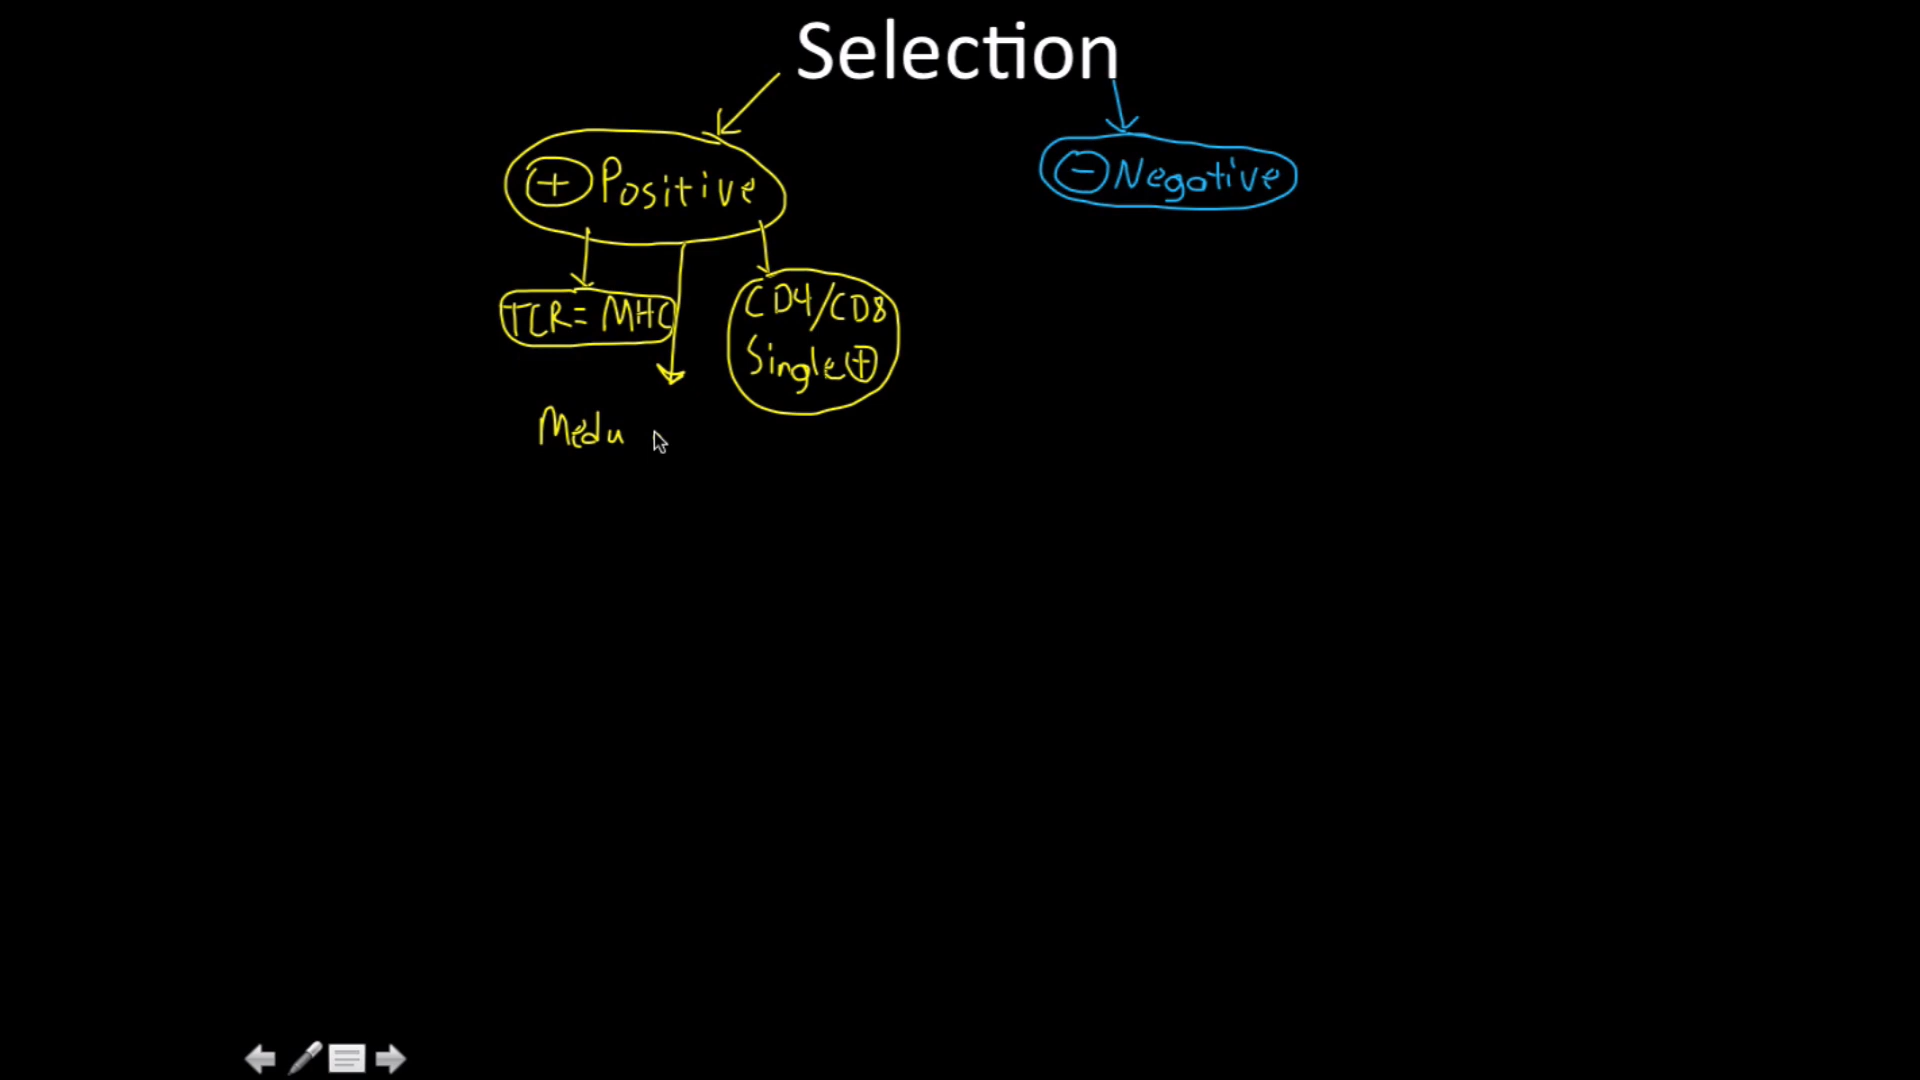 Selection
⊕ Positive
⊖ Negative
TCR = MHC
CD4/CD8
Single ⊕
Medu